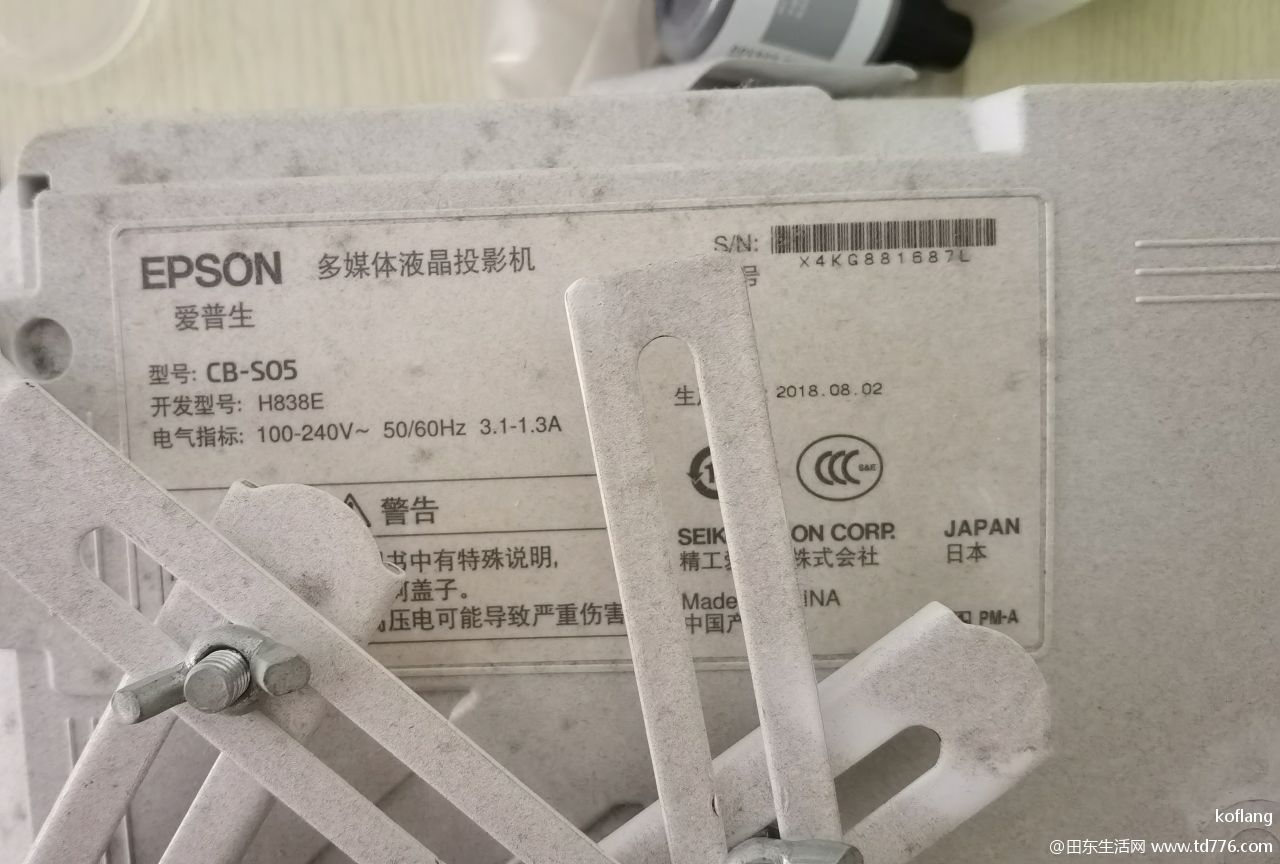 EPSON 多媒体液晶投影机
爱普生
型号: CB-S05
开发型号: H838E
电气指标: 100-240V~ 50/60Hz 3.1-1.3A
警告
书中有特殊说明,
何盖子。
压电可能导致严重伤害
S/N:
X4KG881687L
号
生 2018.08.02
CCC S&E
SEIK ON CORP. JAPAN
精工 株式会社 日本
Made INA
中国产 PM-A
koflang
@田东生活网 www.td776.com